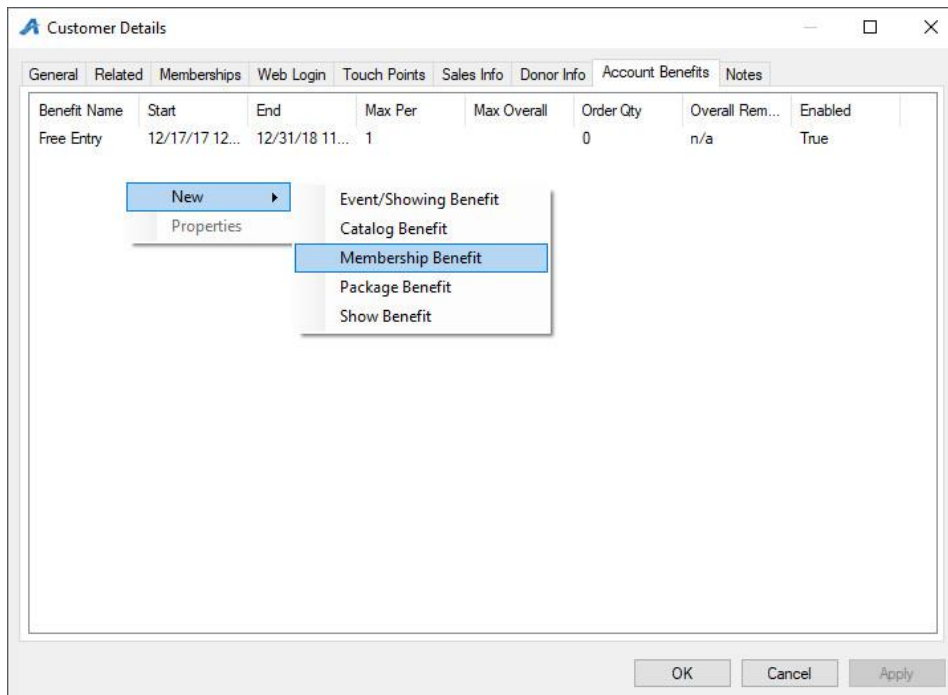 Customer Details
General Related Memberships Web Login Touch Points Sales Info Donor Info Account Benefits Notes
Benefit Name Start End Max Per Max Overall Order Qty Overall Rem... Enabled
Free Entry 12/17/17 12... 12/31/18 11... 1 0 n/a True
New
Properties
Event/Showing Benefit
Catalog Benefit
Membership Benefit
Package Benefit
Show Benefit
OK Cancel Apply